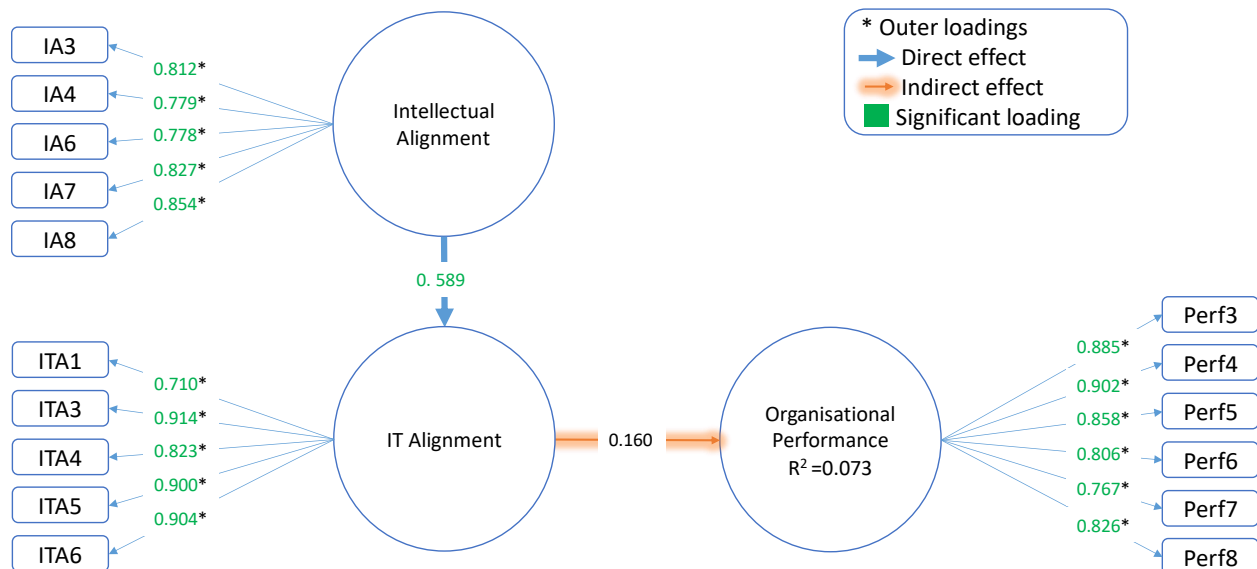 IA3
IA4
IA6
IA7
IA8
0.812*
0.779*
0.778*
0.827*
0.854*
Intellectual
Alignment
* Outer loadings
Direct effect
Indirect effect
Significant loading
0. 589
ITA1
ITA3
ITA4
ITA5
ITA6
0.710*
0.914*
0.823*
0.900*
0.904*
IT Alignment
0.160
Organisational
Performance
R² =0.073
0.885*
0.902*
0.858*
0.806*
0.767*
0.826*
Perf3
Perf4
Perf5
Perf6
Perf7
Perf8